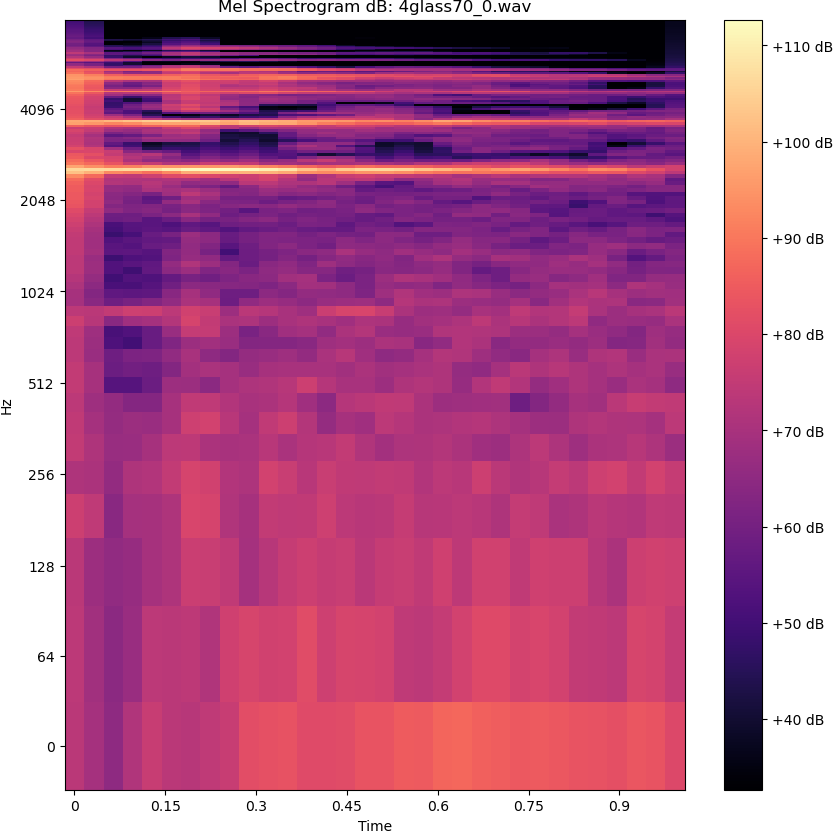 Mel Spectrogram dB: 4glass70_0.wav
+110 dB
4096
+100 dB
2048
+90 dB
1024
+80 dB
512
Hz
+70 dB
256
+60 dB
128
+50 dB
64
+40 dB
0
0 0.15 0.3 0.45 0.6 0.75 0.9
Time